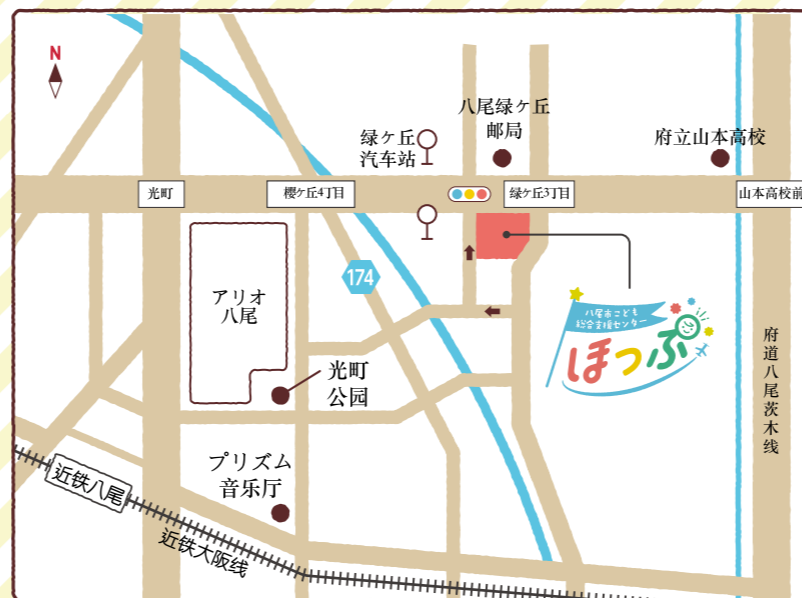 N
八尾绿ケ丘
邮局
绿ケ丘
汽车站
府立山本高校
光町
櫻ケ丘4丁目
绿ケ丘3丁目
山本高校前
174
アリオ
八尾
八尾市こども
総合支援センター
ほっぷ
光町
公园
府道八尾茨木线
プリズム
音乐厅
近铁八尾
近铁大阪线